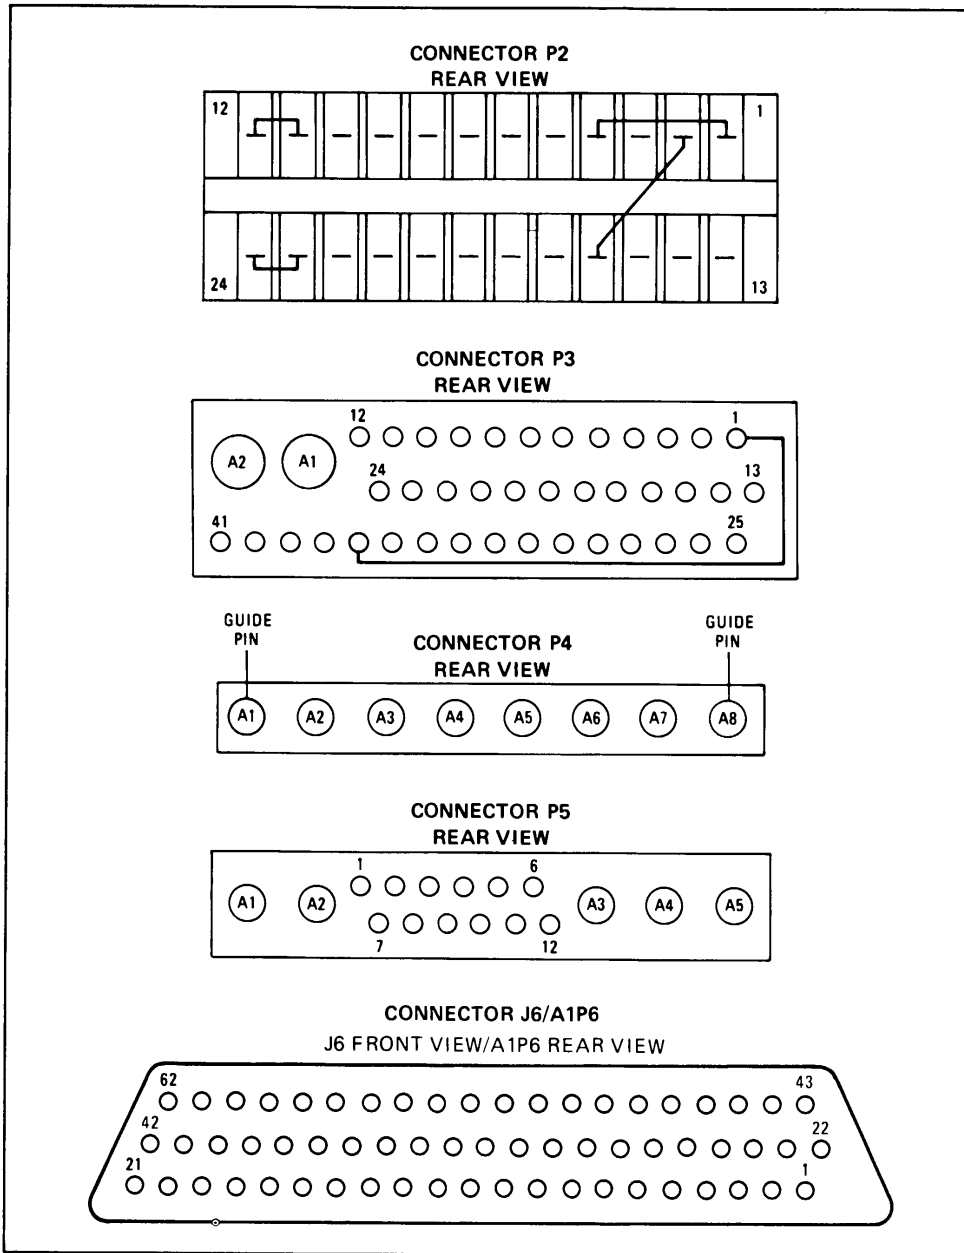 CONNECTOR P2
REAR VIEW
12 1
24 13
CONNECTOR P3
REAR VIEW
12 1
A2 A1
24 13
41 25
GUIDE PIN GUIDE PIN
CONNECTOR P4
REAR VIEW
A1 A2 A3 A4 A5 A6 A7 A8
CONNECTOR P5
REAR VIEW
1 6
A1 A2 A3 A4 A5
7 12
CONNECTOR J6/A1P6
J6 FRONT VIEW/A1P6 REAR VIEW
62 43
42 22
21 1